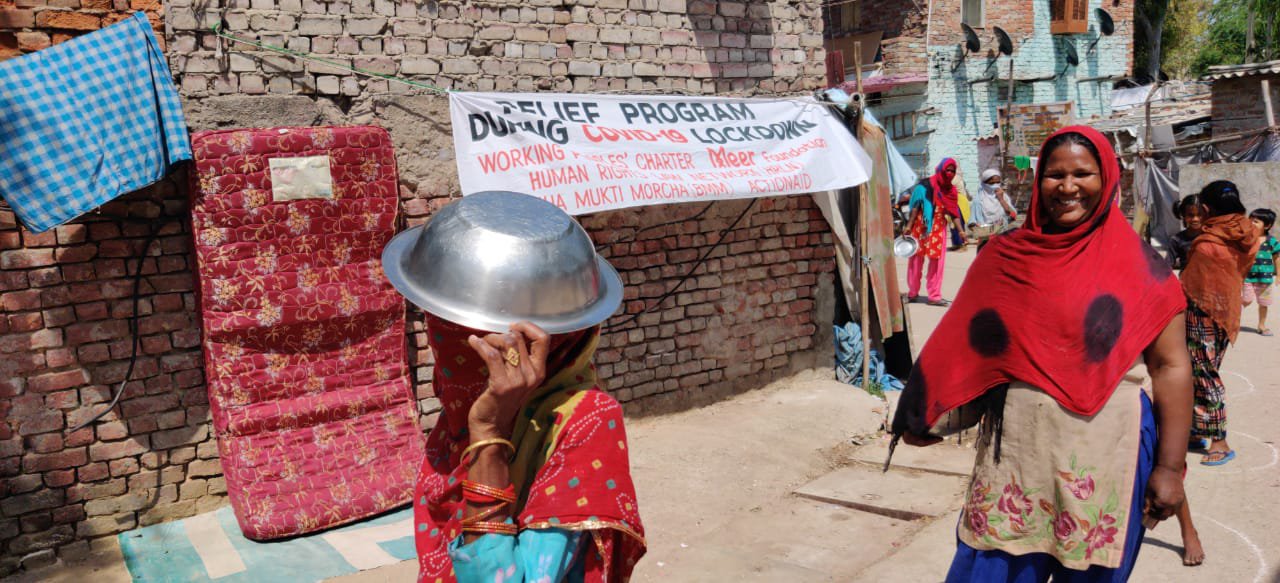 RELIEF PROGRAM
DURING COVID-19 LOCKDOWN
WORKING CHARTER Meer Foundation
HUMAN RIGHTS LAW NETWORK (HRLN)
MUKTI MORCHA (BMM) ACTIONAID